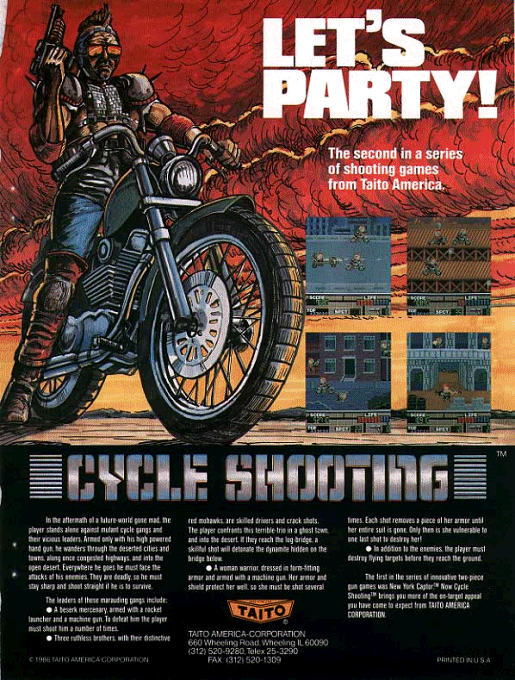 LET'S
PARTY!
The second in a series
of shooting games
from Taito America.
SCORE LIFE
SPCT
SCORE LIFE
SPCT
SCORE LIFE
SPCT
SCORE LIFE
SPCT
CYCLE SHOOTING TM
In the aftermath of a future-world gone mad, the
player stands alone against mutant cycle gangs and
their vicious leaders. Armed only with his high powered
hand gun, he wanders through the deserted cities and
towns, along once congested highways, and into the
open desert. Everywhere he goes he must face the
attacks of his enemies. They are deadly, so he must
stay sharp and shoot straight if he is to survive.
The leaders of these marauding gangs include:
● A beserk mercenary, armed with a rocket
launcher and a machine gun. To defeat him the player
must shoot him a number of times.
● Three ruthless brothers, with their distinctive
red mohawks, are skilled drivers and crack shots.
The player confronts this terrible trio in a ghost town,
and into the desert. If they reach the log-bridge, a
skillful shot will detonate the dynamite hidden on the
bridge below.
● A woman warrior, dressed in form-fitting
armor and armed with a machine gun. Her armor and
shield protect her well, so she must be shot several
times. Each shot removes a piece of her armor until
her entire suit is gone. Only then is she vulnerable to
one last shot to destroy her!
● In addition to the enemies, the player must
destroy flying targets before they reach the ground.
The first in the series of innovative two-piece
gun games was New York Captor™ Now Cycle
Shooting™ brings you more of the on-target appeal
you have come to expect from TAITO AMERICA
CORPORATION.
TAITO ®
TAITO AMERICA-CORPORATION
660 Wheeling Road, Wheeling IL 60090
(312) 520-9280, Telex 25-3290
FAX: (312) 520-1309
© 1986 TAITO AMERICA CORPORATION
PRINTED IN U.S.A.